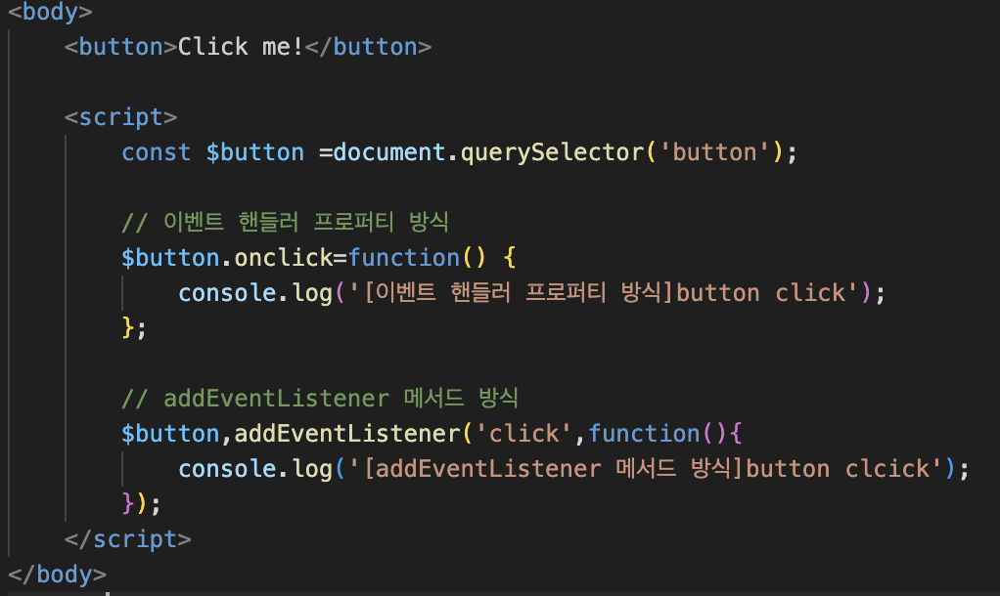 <body>
<button>Click me!</button>
<script>
const $button =document.querySelector('button');
// 이벤트 핸들러 프로퍼티 방식
$button.onclick=function() {
console.log('[이벤트 핸들러 프로퍼티 방식]button click');
};
// addEventListener 메서드 방식
$button,addEventListener('click',function(){
console.log('[addEventListener 메서드 방식]button clcick');
});
</script>
</body>